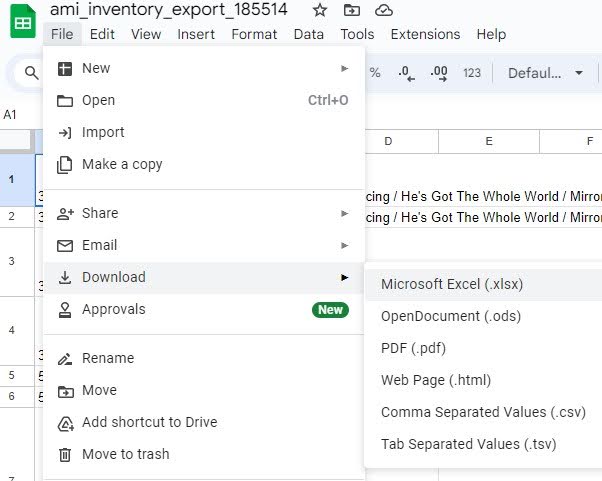 ami_inventory_export_185514
File Edit View Insert Format Data Tools Extensions Help
New
% .0 .00 123 Defaul...
Open Ctrl+O
A1
Import
D E F
Make a copy
1
3 cing / He's Got The Whole World / Mirror
Share
2 3 cing / He's Got The Whole World / Mirror
Email
3
Download
3
Microsoft Excel (.xlsx)
Approvals New
OpenDocument (.ods)
4
PDF (.pdf)
3
Rename
5 5
Web Page (.html)
Move
6 5
Comma Separated Values (.csv)
Add shortcut to Drive
Tab Separated Values (.tsv)
Move to trash
7